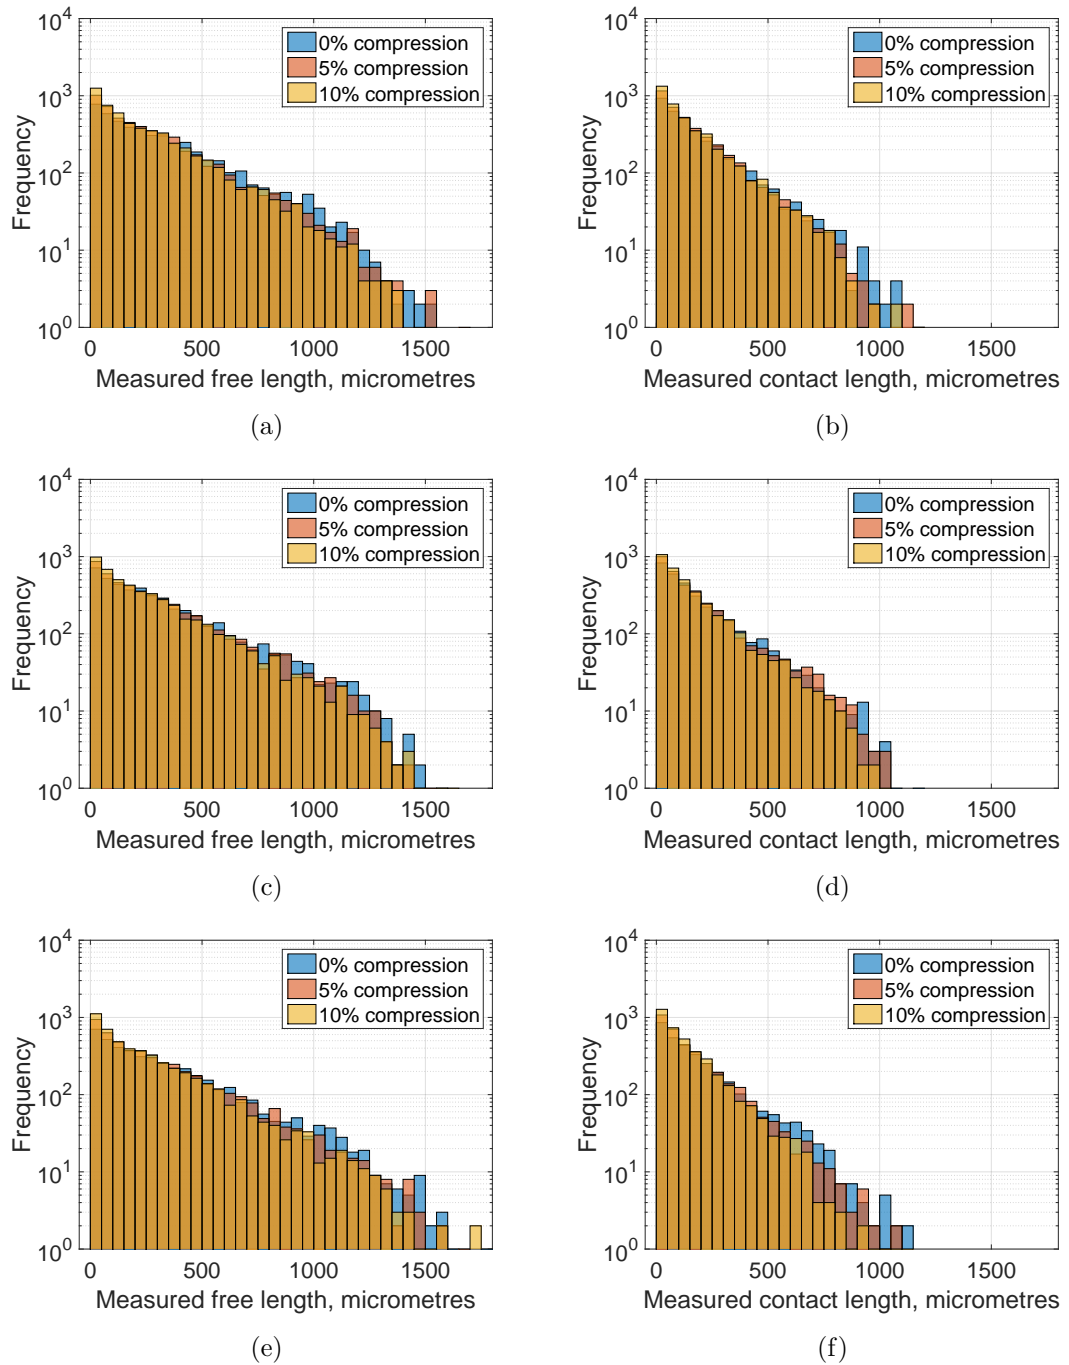 10^4
10^3
10^2
10^1
10^0
Frequency
0% compression
5% compression
10% compression
0 500 1000 1500
Measured free length, micrometres
(a)
10^4
10^3
10^2
10^1
10^0
Frequency
0% compression
5% compression
10% compression
0 500 1000 1500
Measured contact length, micrometres
(b)
10^4
10^3
10^2
10^1
10^0
Frequency
0% compression
5% compression
10% compression
0 500 1000 1500
Measured free length, micrometres
(c)
10^4
10^3
10^2
10^1
10^0
Frequency
0% compression
5% compression
10% compression
0 500 1000 1500
Measured contact length, micrometres
(d)
10^4
10^3
10^2
10^1
10^0
Frequency
0% compression
5% compression
10% compression
0 500 1000 1500
Measured free length, micrometres
(e)
10^4
10^3
10^2
10^1
10^0
Frequency
0% compression
5% compression
10% compression
0 500 1000 1500
Measured contact length, micrometres
(f)